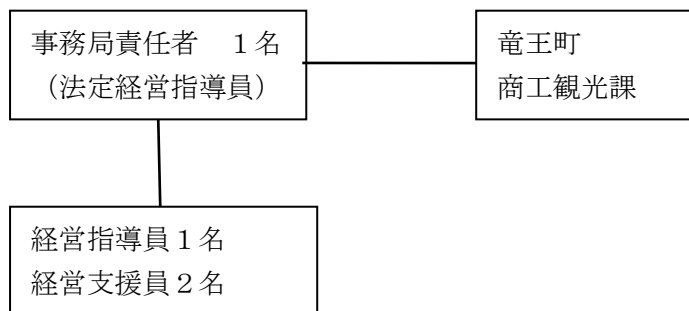 事務局責任者　１名
（法定経営指導員）
竜王町
商工観光課
経営指導員１名
経営支援員２名